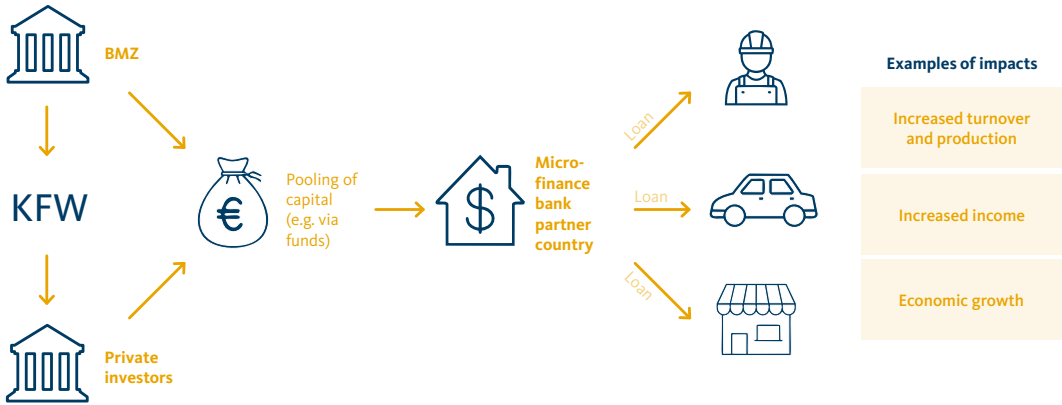 BMZ
KFW
Private
investors
€
Pooling of
capital
(e.g. via
funds)
$
Micro-
finance
bank
partner
country
Loan
Loan
Loan
Examples of impacts
Increased turnover
and production
Increased income
Economic growth